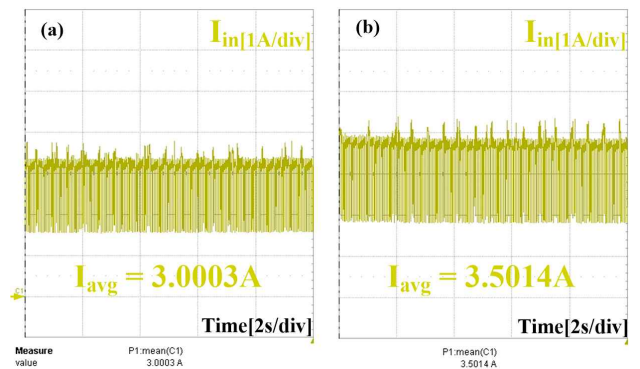 (a)
Iin[1A/div]
C1
Iavg = 3.0003A
Time[2s/div]
Measure P1:mean(C1)
value 3.0003 A
(b)
Iin[1A/div]
Iavg = 3.5014A
Time[2s/div]
P1:mean(C1)
3.5014 A